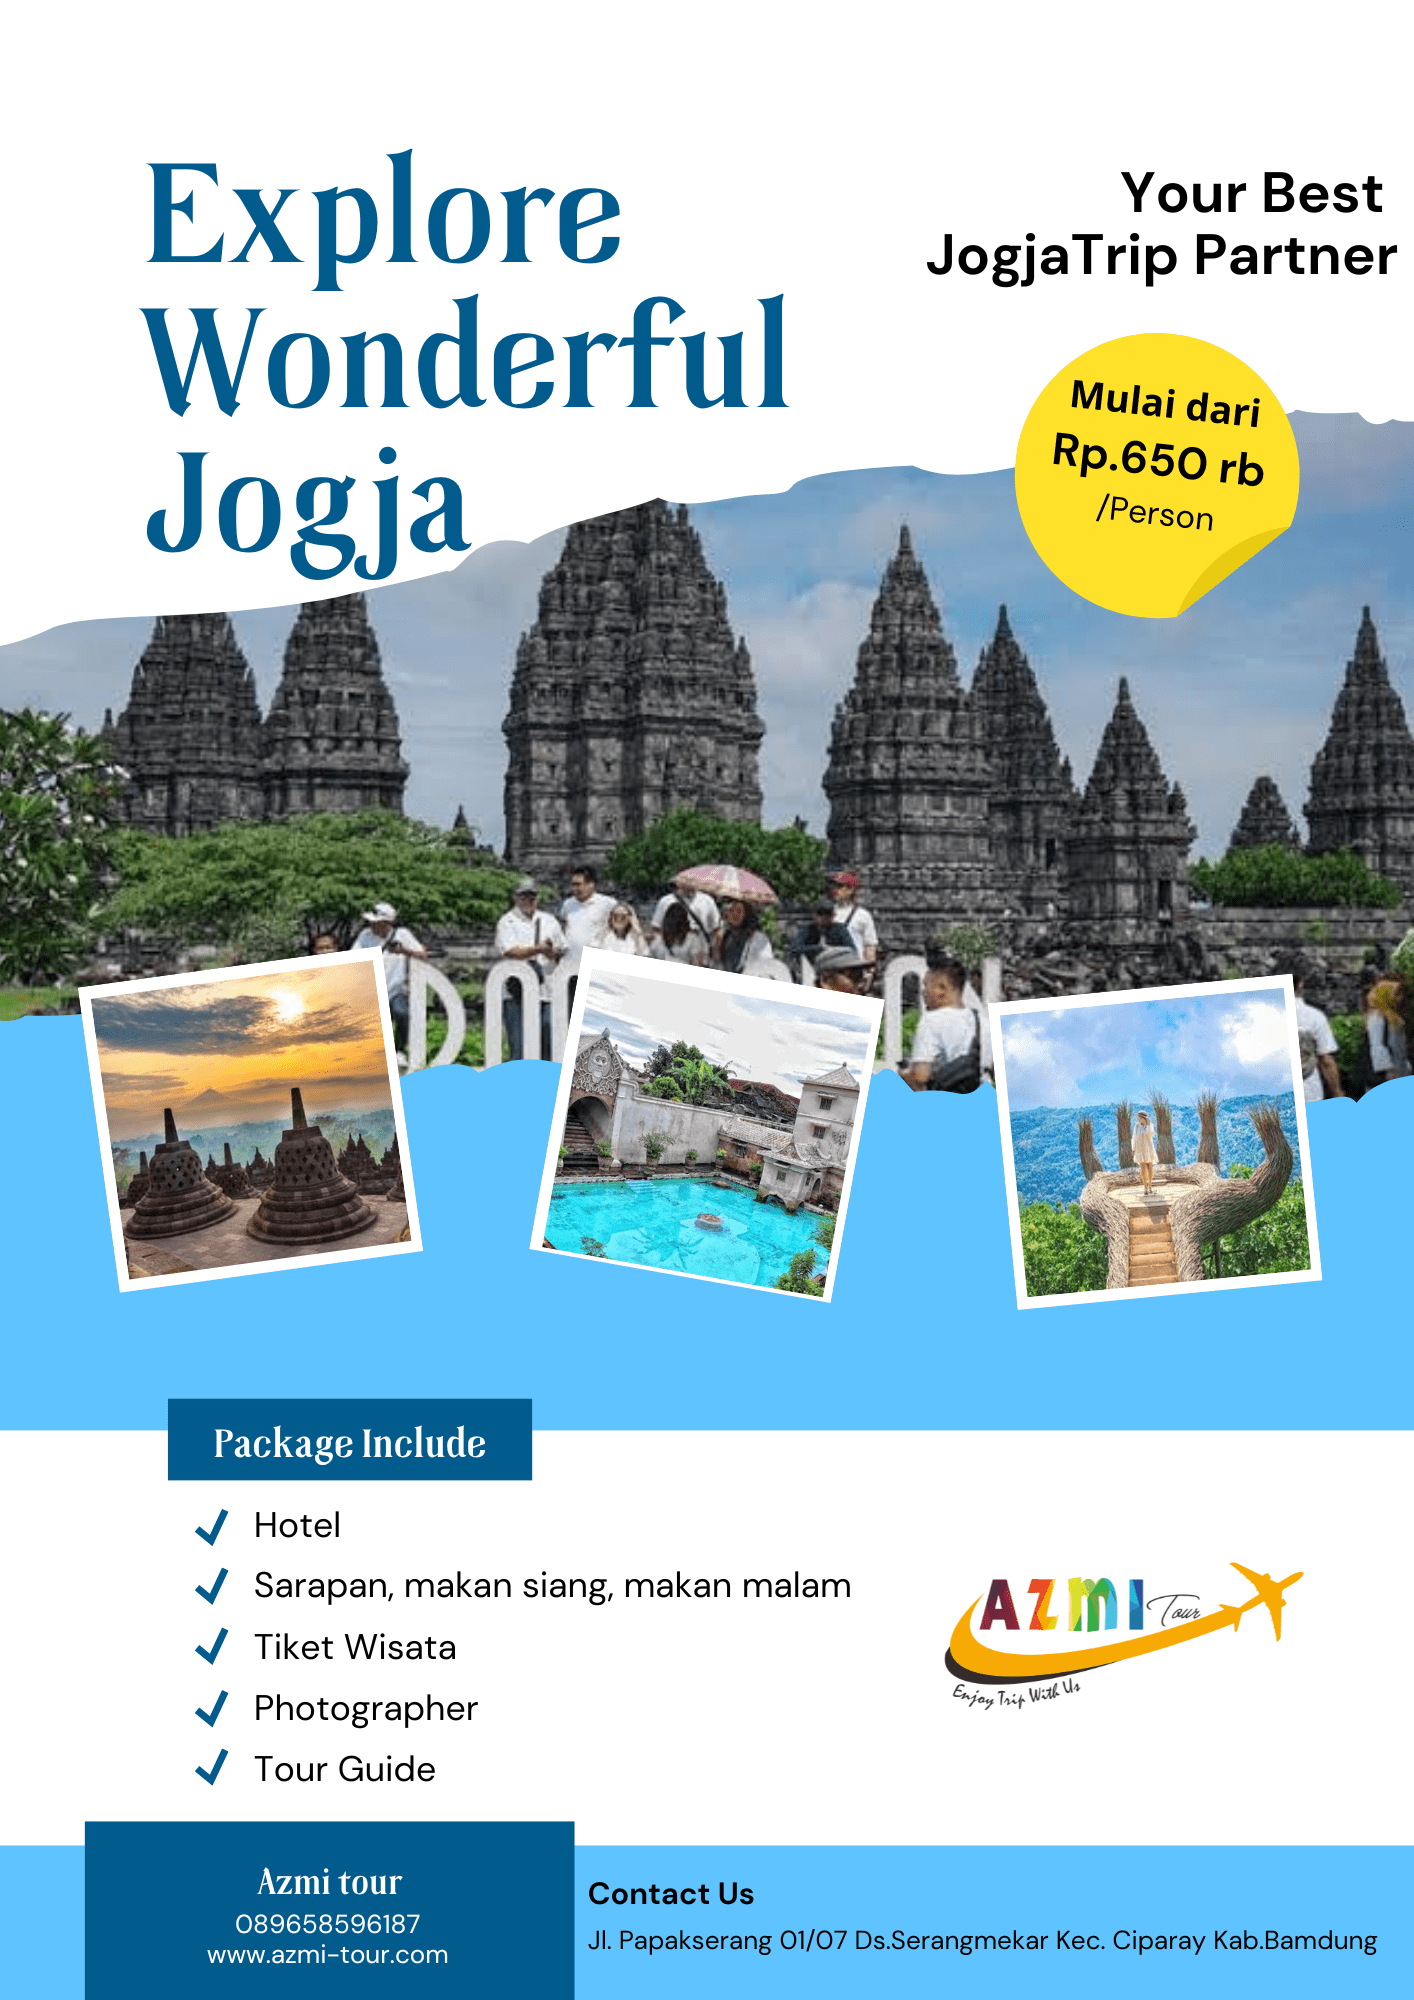 Explore
Wonderful
Jogja
Your Best
JogjaTrip Partner
Mulai dari
Rp.650 rb
/Person
Package Include
Hotel
Sarapan, makan siang, makan malam
Tiket Wisata
Photographer
Tour Guide
AZMI Tour
Enjoy Trip With Us
Azmi tour
089658596187
www.azmi-tour.com
Contact Us
Jl. Papakserang 01/07 Ds.Serangmekar Kec. Ciparay Kab.Bamdung